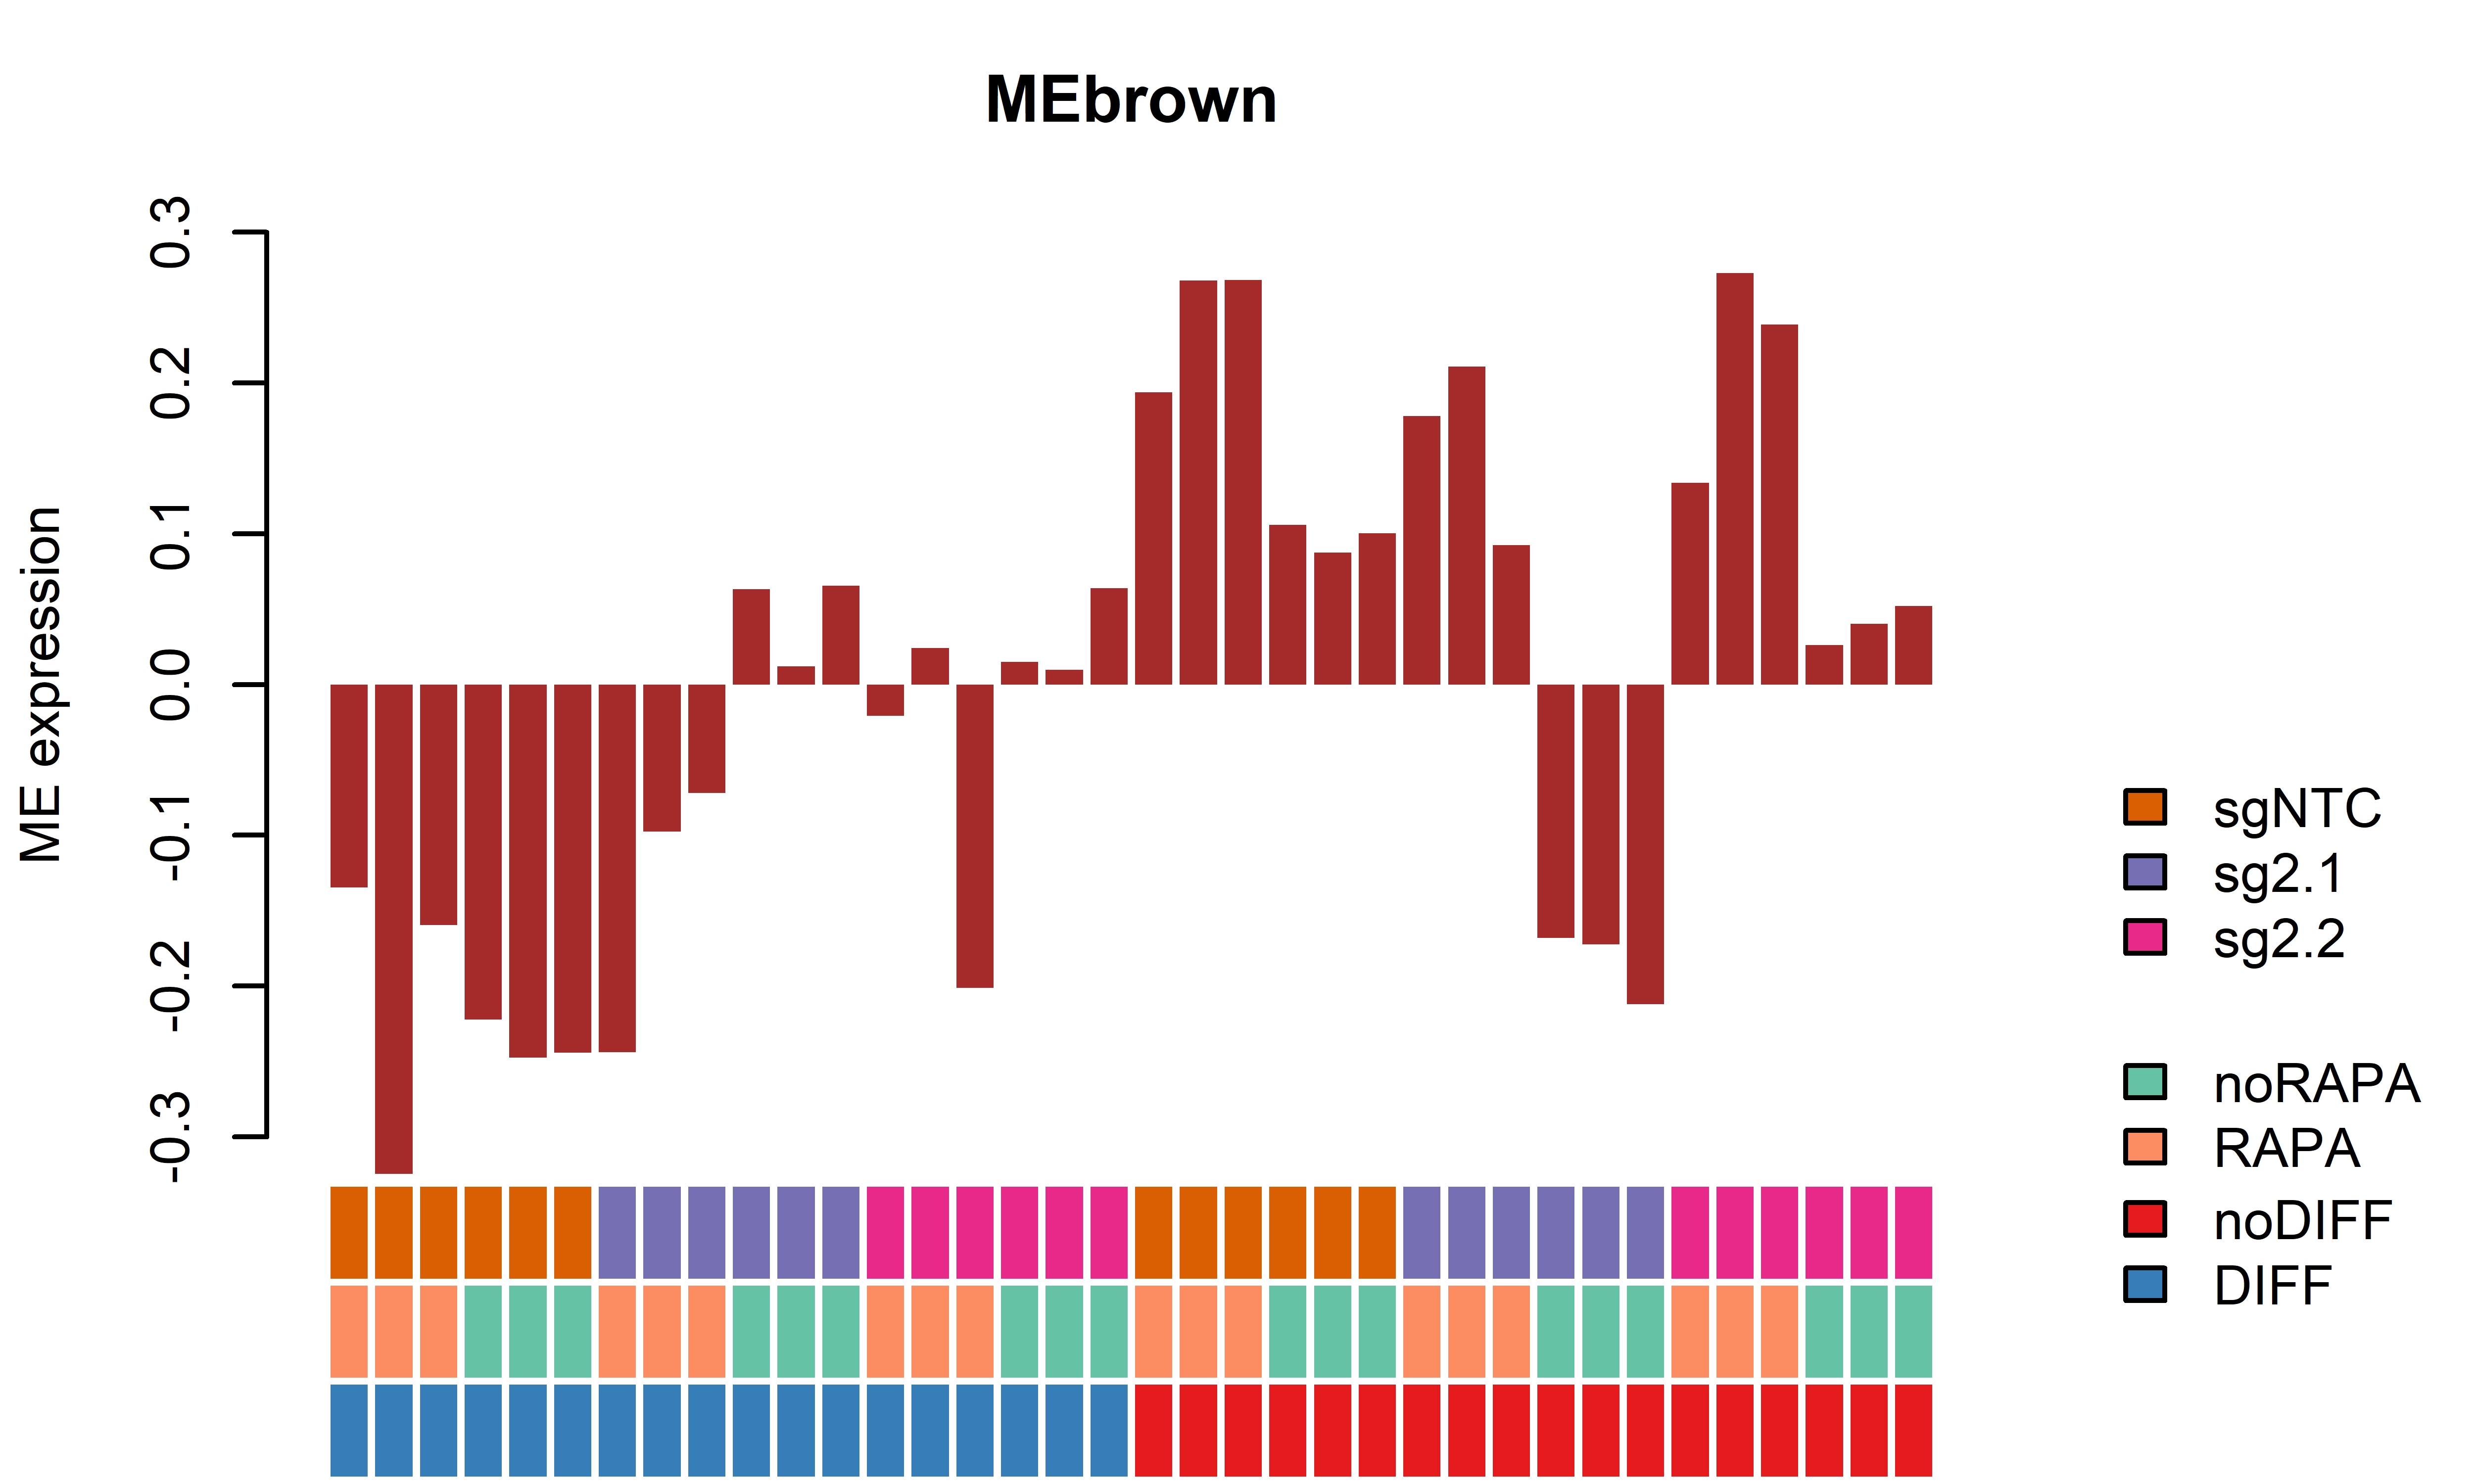 MEbrown
ME expression
0.3
0.2
0.1
0.0
-0.1
-0.2
-0.3
sgNTC
sg2.1
sg2.2
noRAPA
RAPA
noDIFF
DIFF